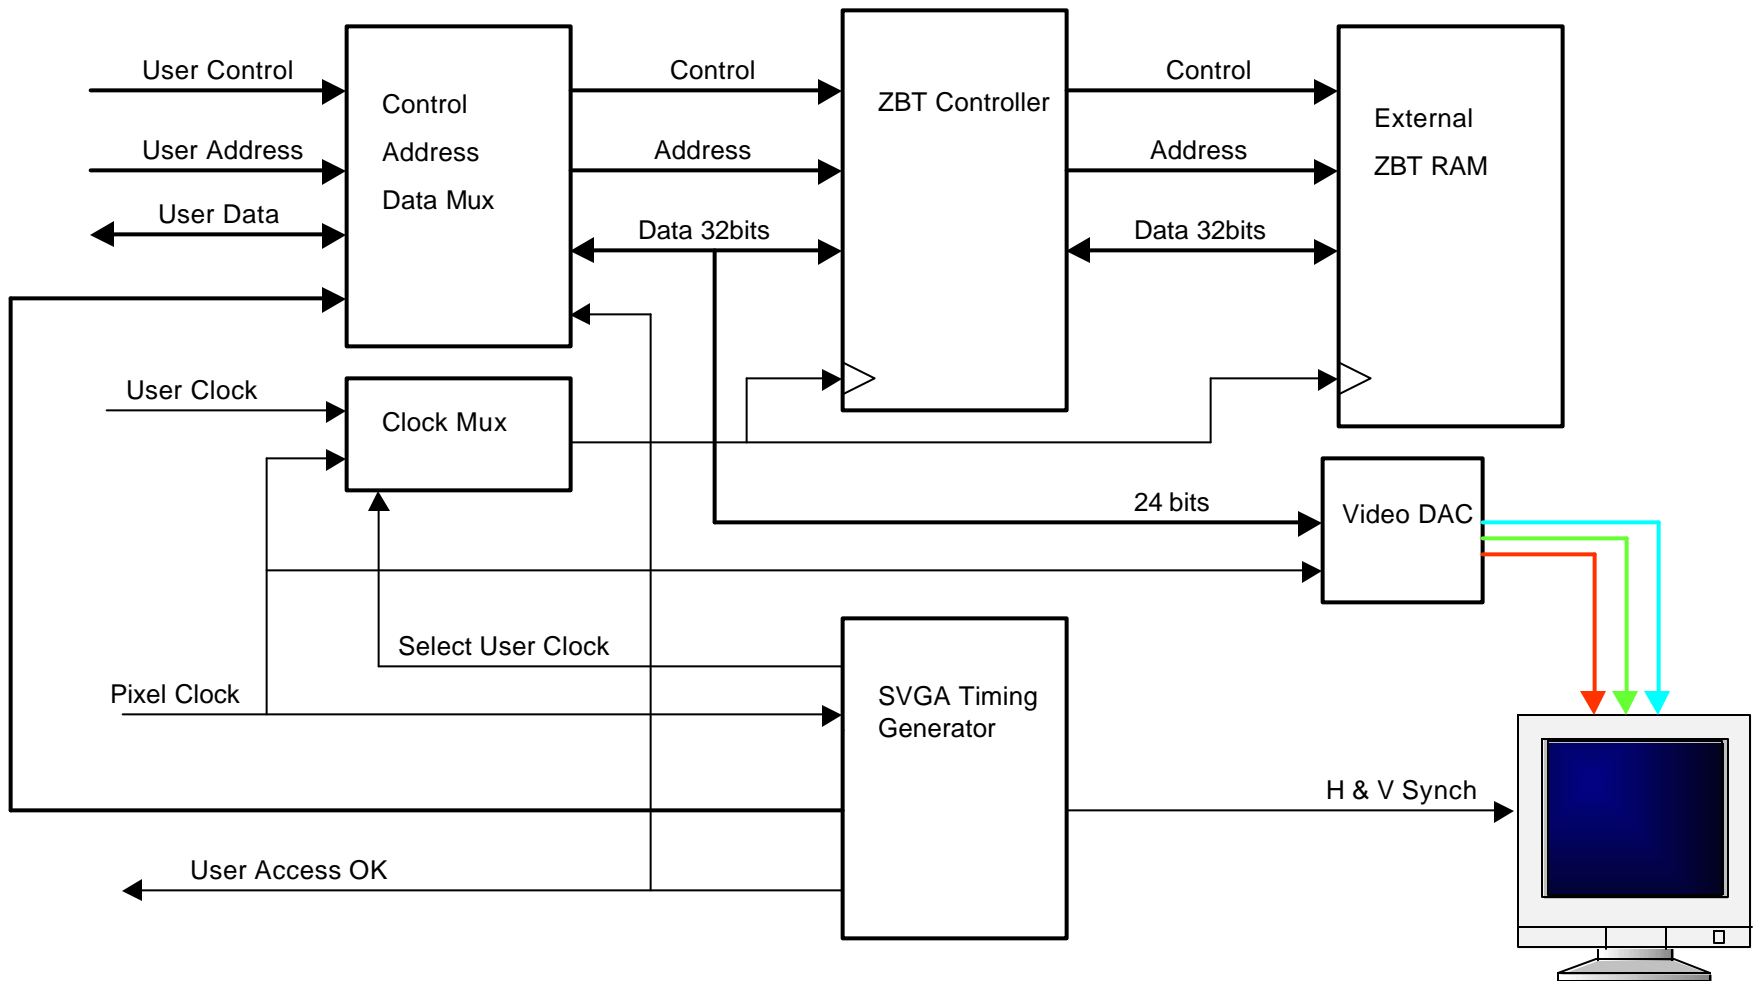 User Control
Control
Control
Control
ZBT Controller
External
User Address
Address
Address
Address
ZBT RAM
Data Mux
User Data
Data 32bits
Data 32bits
User Clock
Clock Mux
24 bits
Video DAC
Select User Clock
Pixel Clock
SVGA Timing
Generator
H & V Synch
User Access OK